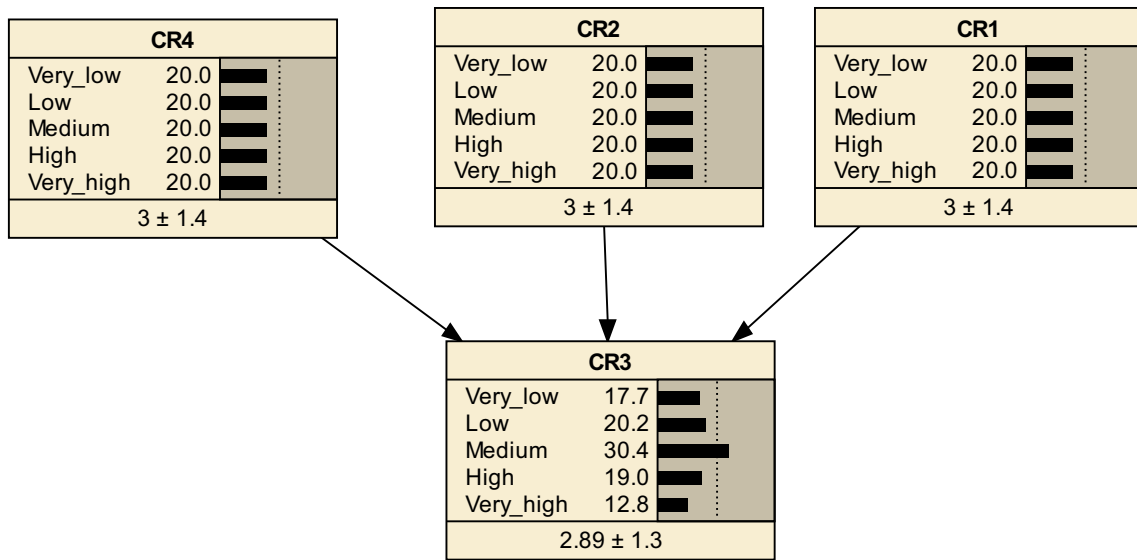 CR4
Very_low 20.0
Low 20.0
Medium 20.0
High 20.0
Very_high 20.0
3 ± 1.4
CR2
Very_low 20.0
Low 20.0
Medium 20.0
High 20.0
Very_high 20.0
3 ± 1.4
CR1
Very_low 20.0
Low 20.0
Medium 20.0
High 20.0
Very_high 20.0
3 ± 1.4
CR3
Very_low 17.7
Low 20.2
Medium 30.4
High 19.0
Very_high 12.8
2.89 ± 1.3